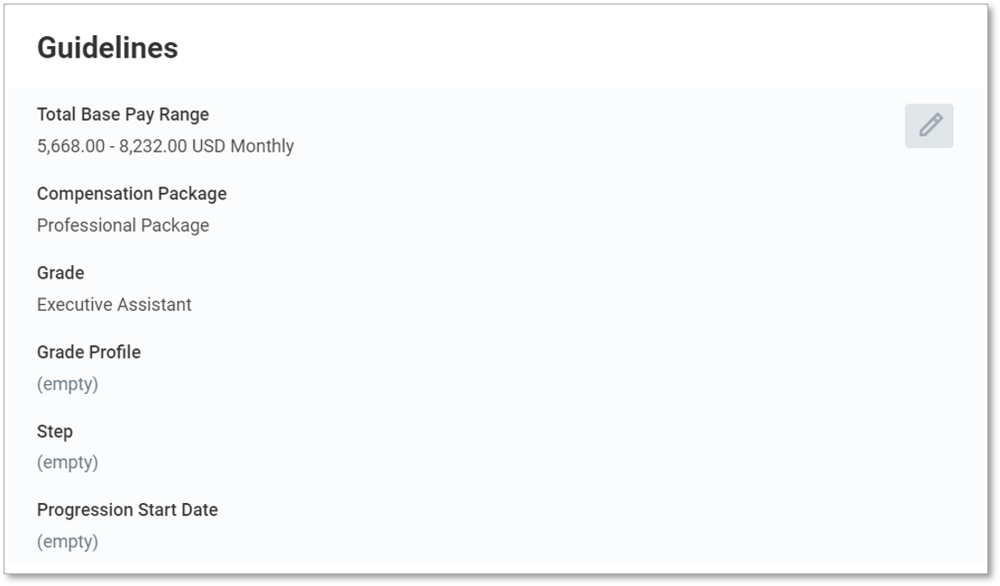 Guidelines
Total Base Pay Range
5,668.00 - 8,232.00 USD Monthly
Compensation Package
Professional Package
Grade
Executive Assistant
Grade Profile
(empty)
Step
(empty)
Progression Start Date
(empty)